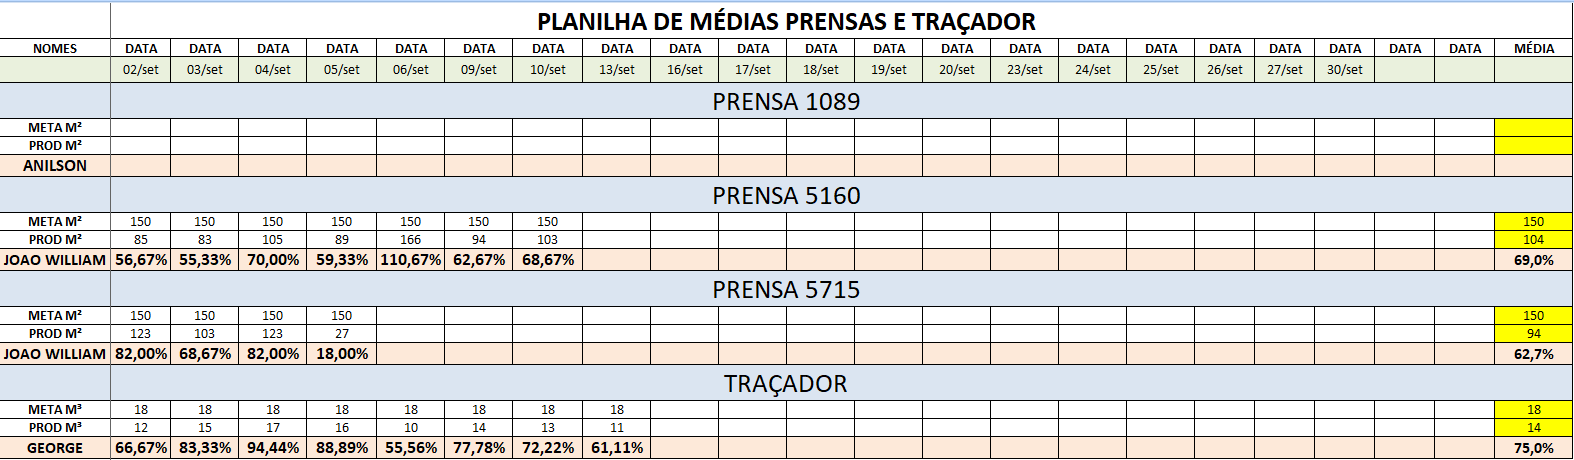 PLANILHA DE MÉDIAS PRENSAS E TRAÇADOR
NOMES DATA DATA DATA DATA DATA DATA DATA DATA DATA DATA DATA DATA DATA DATA DATA DATA DATA DATA DATA DATA DATA MÉDIA
02/set 03/set 04/set 05/set 06/set 09/set 10/set 13/set 16/set 17/set 18/set 19/set 20/set 23/set 24/set 25/set 26/set 27/set 30/set
PRENSA 1089
META M²
PROD M²
ANILSON
PRENSA 5160
META M² 150 150 150 150 150 150 150 150
PROD M² 85 83 105 89 166 94 103 104
JOAO WILLIAM 56,67% 55,33% 70,00% 59,33% 110,67% 62,67% 68,67% 69,0%
PRENSA 5715
META M² 150 150 150 150 150
PROD M² 123 103 123 27 94
JOAO WILLIAM 82,00% 68,67% 82,00% 18,00% 62,7%
TRAÇADOR
META M³ 18 18 18 18 18 18 18 18 18
PROD M³ 12 15 17 16 10 14 13 11 14
GEORGE 66,67% 83,33% 94,44% 88,89% 55,56% 77,78% 72,22% 61,11% 75,0%